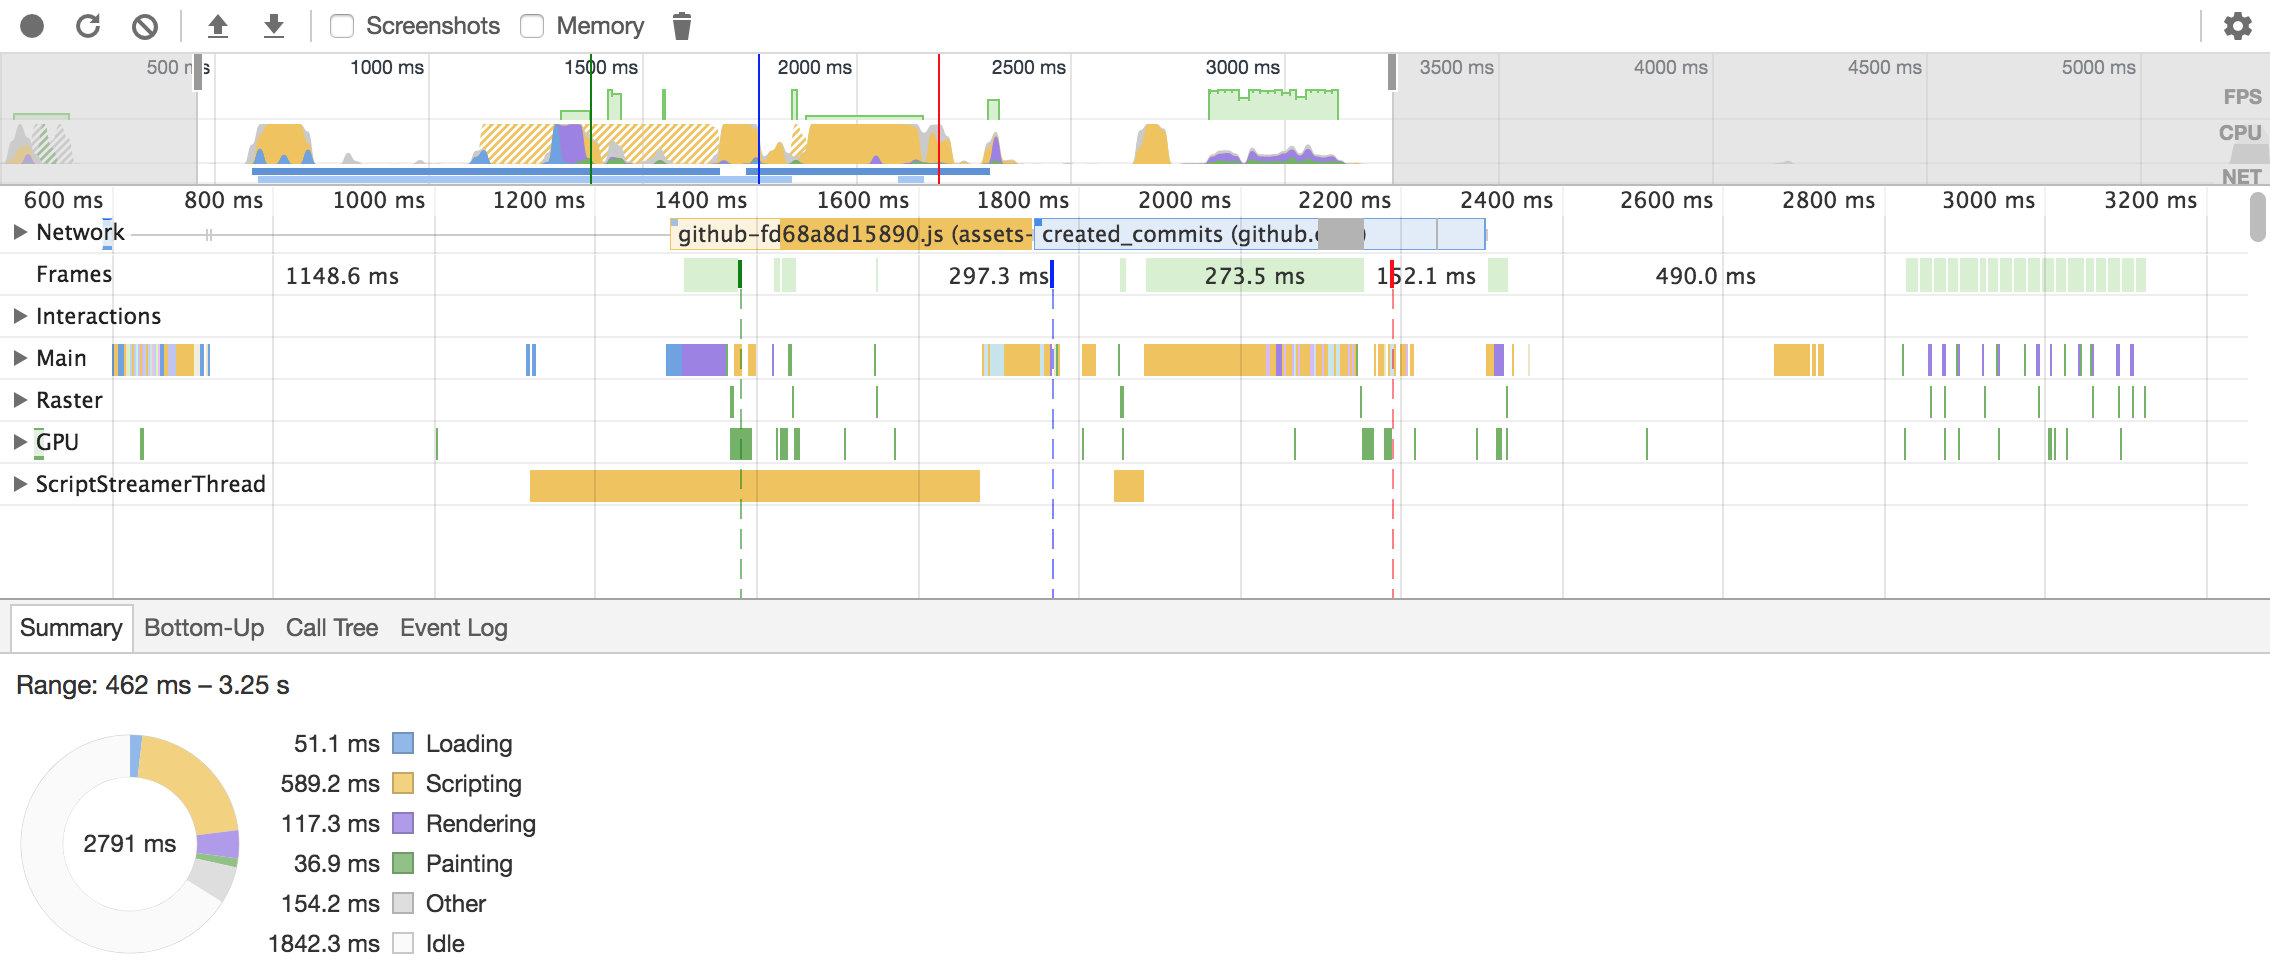 Screenshots Memory
500 ms 1000 ms 1500 ms 2000 ms 2500 ms 3000 ms 3500 ms 4000 ms 4500 ms 5000 ms
FPS
CPU
NET
600 ms 800 ms 1000 ms 1200 ms 1400 ms 1600 ms 1800 ms 2000 ms 2200 ms 2400 ms 2600 ms 2800 ms 3000 ms 3200 ms
Network github-fd68a8d15890.js (assets- created_commits (github.
Frames 1148.6 ms 297.3 ms 273.5 ms 152.1 ms 490.0 ms
Interactions
Main
Raster
GPU
ScriptStreamerThread
Summary Bottom-Up Call Tree Event Log
Range: 462 ms – 3.25 s
2791 ms
51.1 ms Loading
589.2 ms Scripting
117.3 ms Rendering
36.9 ms Painting
154.2 ms Other
1842.3 ms Idle